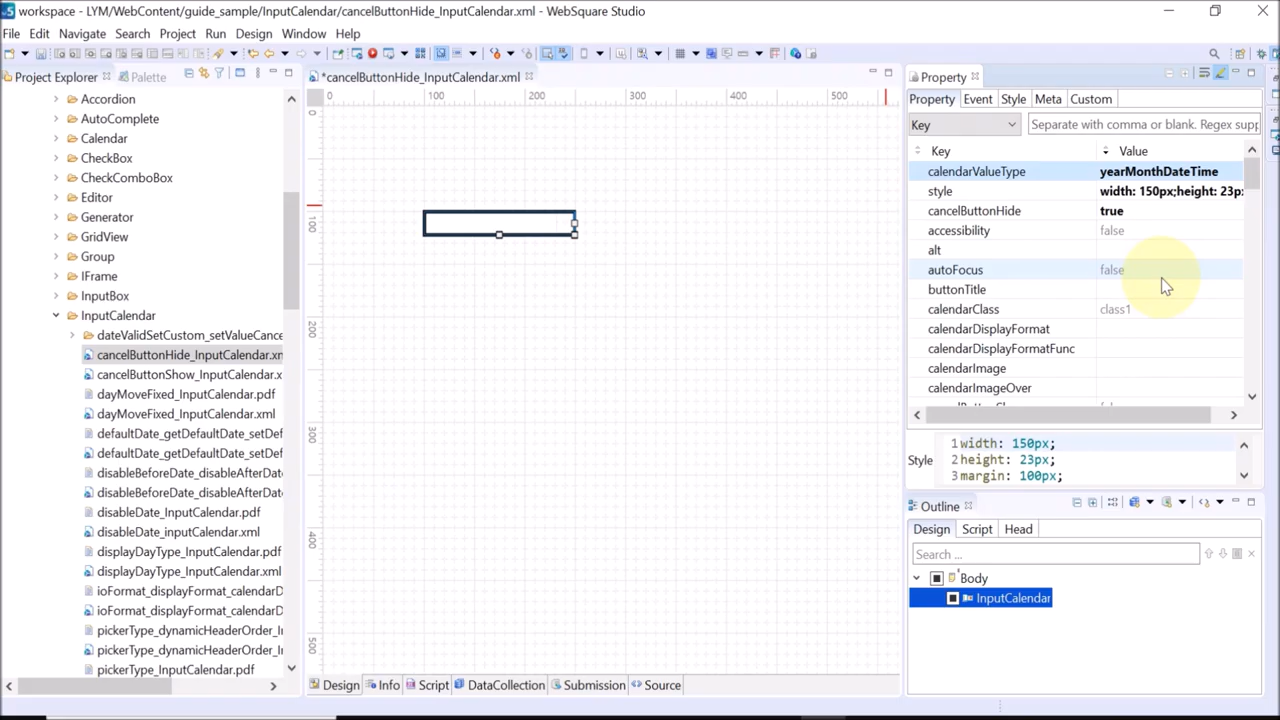 workspace - LYM/WebContent/guide_sample/InputCalendar/cancelButtonHide_InputCalendar.xml - WebSquare Studio
File Edit Navigate Search Project Run Design Window Help
Project Explorer Palette
Accordion
AutoComplete
Calendar
CheckBox
CheckComboBox
Editor
Generator
GridView
Group
IFrame
InputBox
InputCalendar
dateValidSetCustom_setValueCance
cancelButtonHide_InputCalendar.xn
cancelButtonShow_InputCalendar.x
dayMoveFixed_InputCalendar.pdf
dayMoveFixed_InputCalendar.xml
defaultDate_getDefaultDate_setDef
defaultDate_getDefaultDate_setDef
disableBeforeDate_disableAfterDate
disableBeforeDate_disableAfterDate
disableDate_InputCalendar.pdf
disableDate_inputCalendar.xml
displayDayType_InputCalendar.pdf
displayDayType_InputCalendar.xml
ioFormat_displayFormat_calendarD
ioFormat_displayFormat_calendarD
pickerType_dynamicHeaderOrder_I
pickerType_dynamicHeaderOrder_I
pickerType_InputCalendar.pdf
*cancelButtonHide_InputCalendar.xml
0 100 200 300 400 500
0
100
200
300
400
500
Design Info Script DataCollection Submission Source
Property
Property Event Style Meta Custom
Key Separate with comma or blank. Regex supp
Key Value
calendarValueType yearMonthDateTime
style width: 150px;height: 23p
cancelButtonHide true
accessibility false
alt
autoFocus false
buttonTitle
calendarClass class1
calendarDisplayFormat
calendarDisplayFormatFunc
calendarImage
calendarImageOver
Style
1 width: 150px;
2 height: 23px;
3 margin: 100px;
Outline
Design Script Head
Search ...
Body
InputCalendar